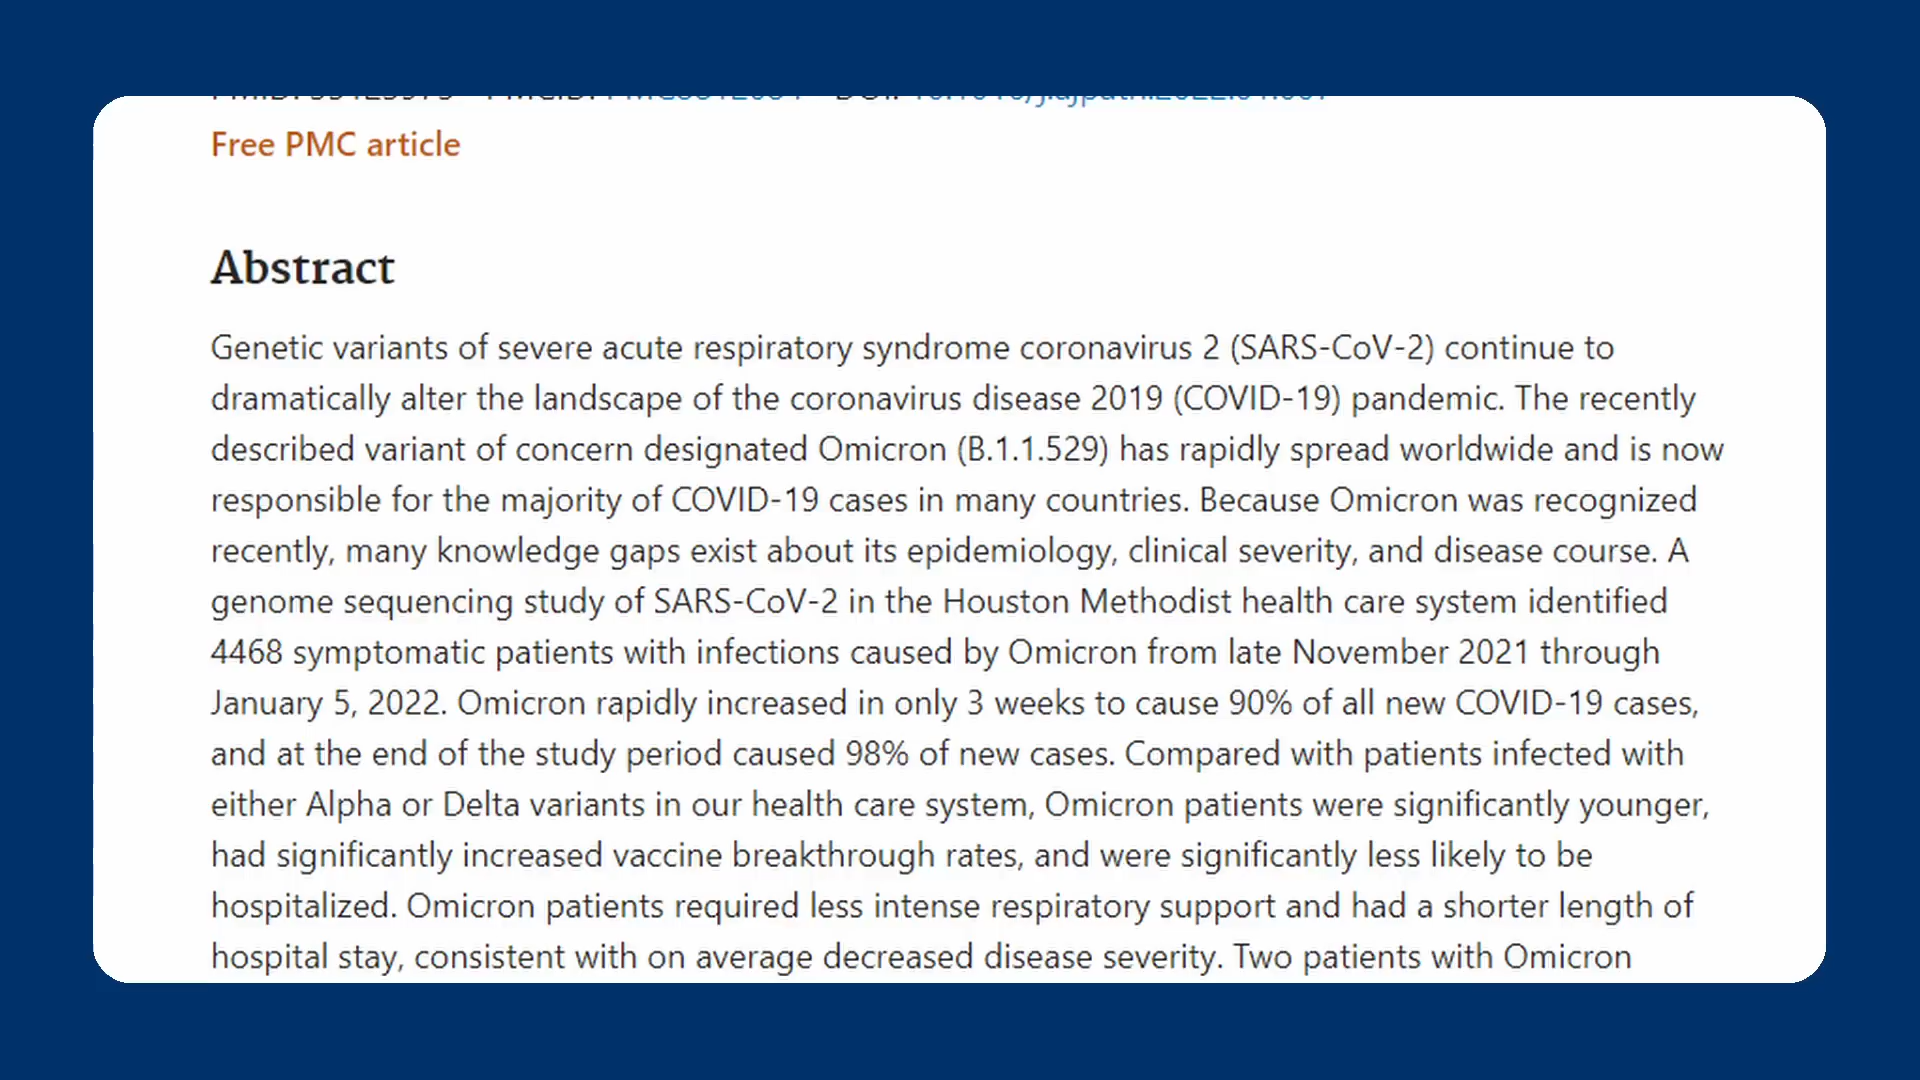 Free PMC article
Abstract
Genetic variants of severe acute respiratory syndrome coronavirus 2 (SARS-CoV-2) continue to
dramatically alter the landscape of the coronavirus disease 2019 (COVID-19) pandemic. The recently
described variant of concern designated Omicron (B.1.1.529) has rapidly spread worldwide and is now
responsible for the majority of COVID-19 cases in many countries. Because Omicron was recognized
recently, many knowledge gaps exist about its epidemiology, clinical severity, and disease course. A
genome sequencing study of SARS-CoV-2 in the Houston Methodist health care system identified
4468 symptomatic patients with infections caused by Omicron from late November 2021 through
January 5, 2022. Omicron rapidly increased in only 3 weeks to cause 90% of all new COVID-19 cases,
and at the end of the study period caused 98% of new cases. Compared with patients infected with
either Alpha or Delta variants in our health care system, Omicron patients were significantly younger,
had significantly increased vaccine breakthrough rates, and were significantly less likely to be
hospitalized. Omicron patients required less intense respiratory support and had a shorter length of
hospital stay, consistent with on average decreased disease severity. Two patients with Omicron